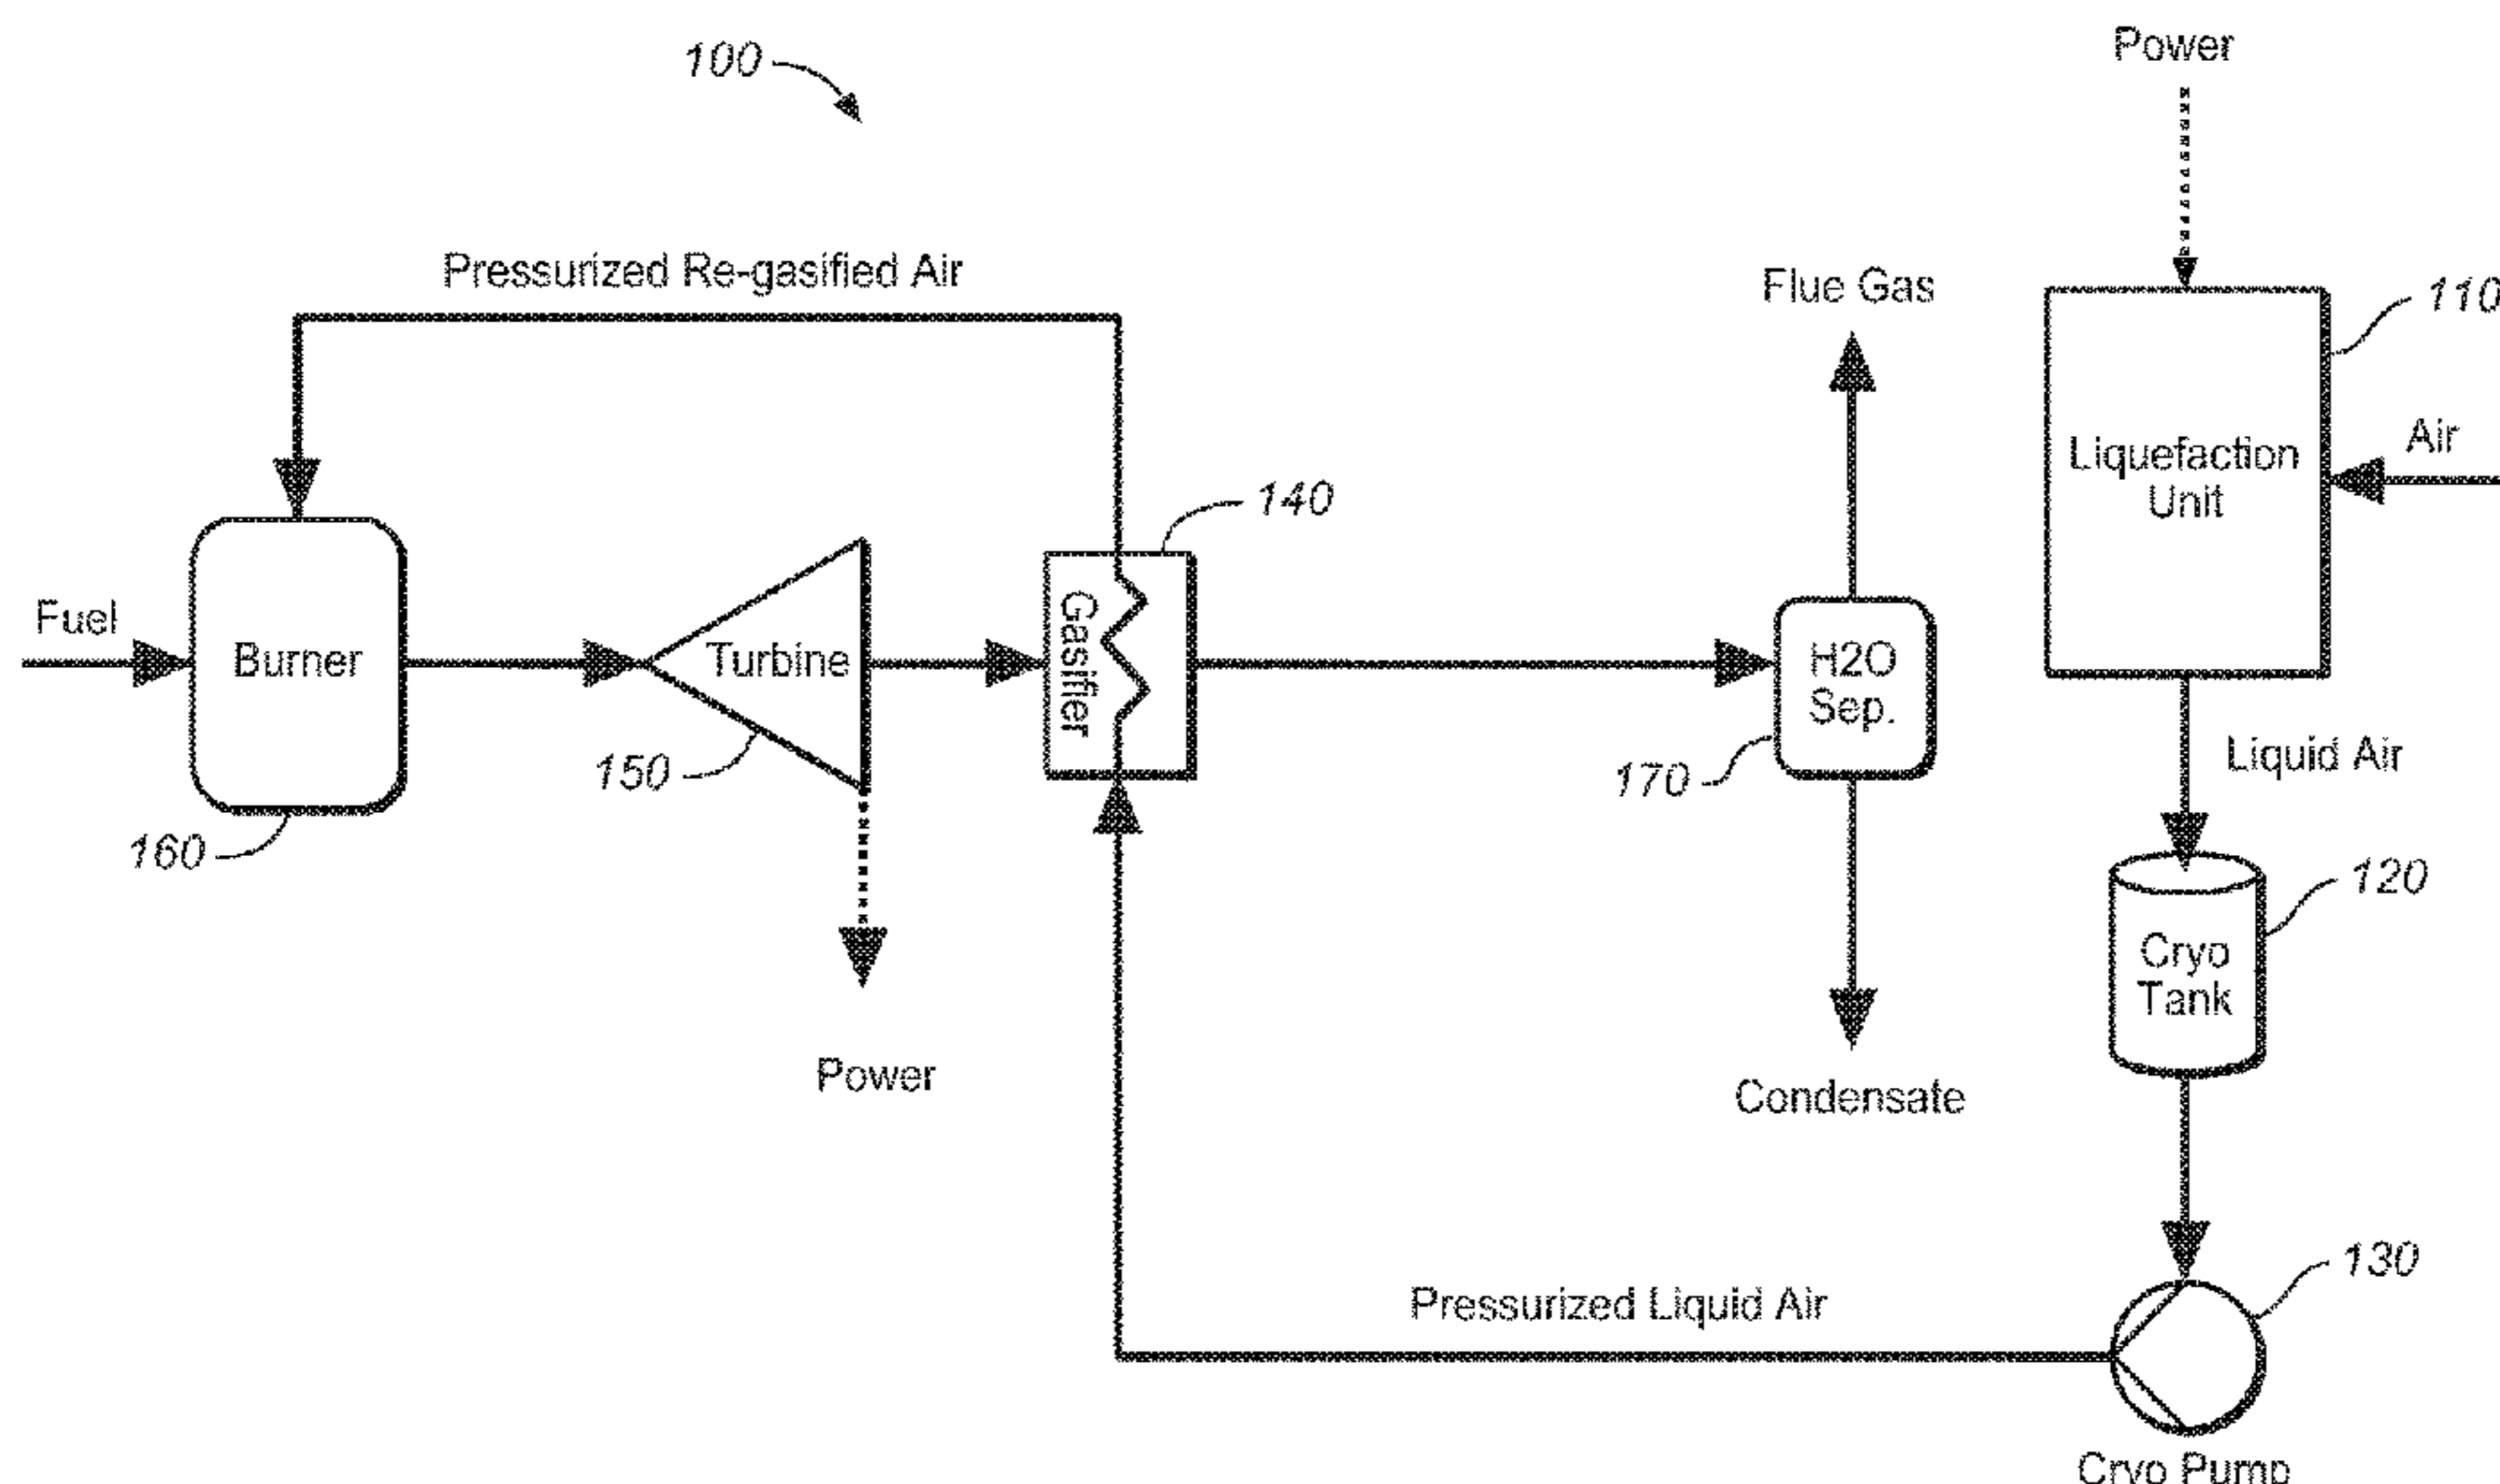 100
Power
Pressurized Re-gasified Air
Flue Gas
110
Liquefaction
Unit
Air
140
Fuel
Burner
Turbine
Gasifier
H2O
Sep.
150
170
Liquid Air
160
120
Cryo
Tank
Power
Condensate
130
Pressurized Liquid Air
Cryo Pump